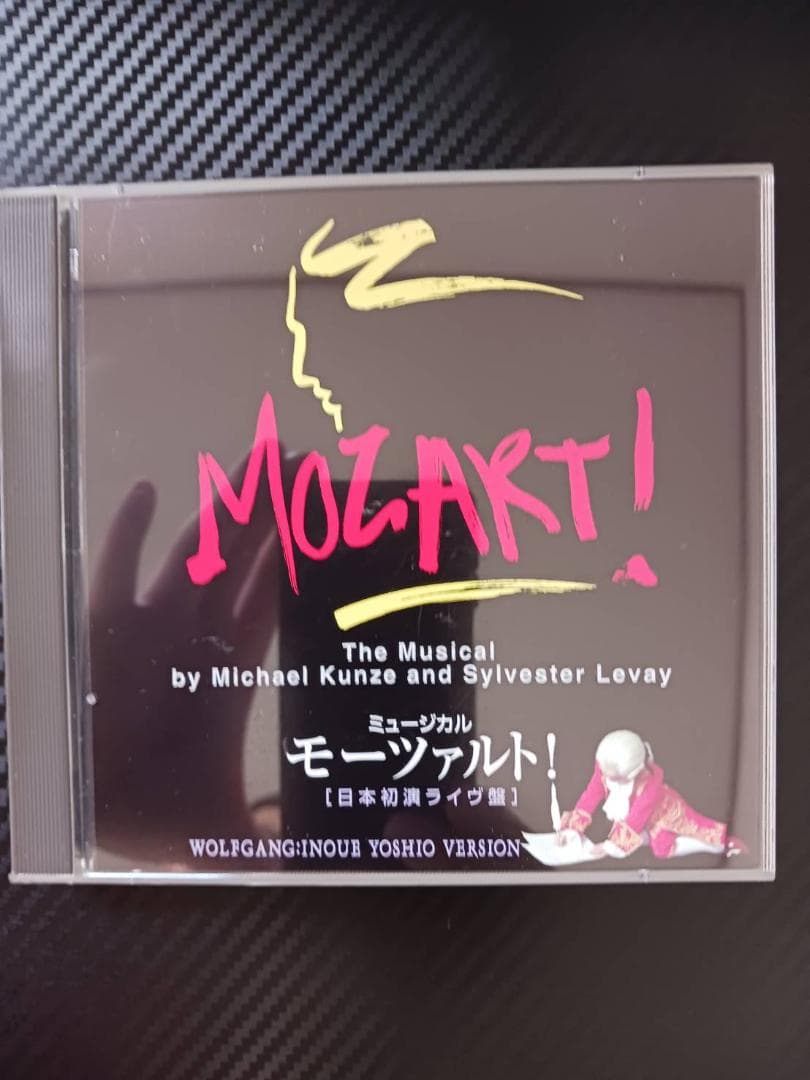 MOZART!
The Musical
by Michael Kunze and Sylvester Levay
ミュージカル
モーツァルト!
[日本初演ライヴ盤]
WOLFGANG:INOUE YOSHIO VERSION